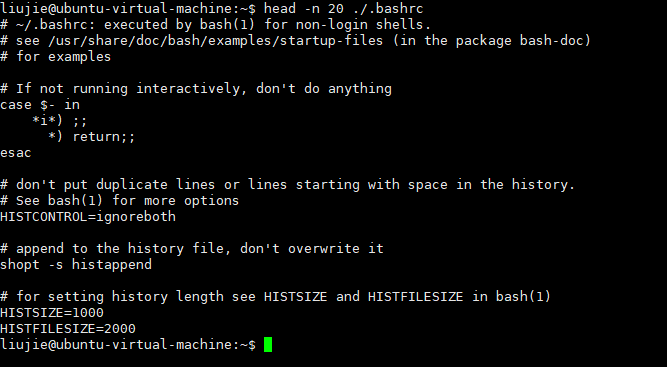 liujie@ubuntu-virtual-machine:~$ head -n 20 ./.bashrc
# ~/.bashrc: executed by bash(1) for non-login shells.
# see /usr/share/doc/bash/examples/startup-files (in the package bash-doc)
# for examples

# If not running interactively, don't do anything
case $- in
    *i*) ;;
      *) return;;
esac

# don't put duplicate lines or lines starting with space in the history.
# See bash(1) for more options
HISTCONTROL=ignoreboth

# append to the history file, don't overwrite it
shopt -s histappend

# for setting history length see HISTSIZE and HISTFILESIZE in bash(1)
HISTSIZE=1000
HISTFILESIZE=2000
liujie@ubuntu-virtual-machine:~$